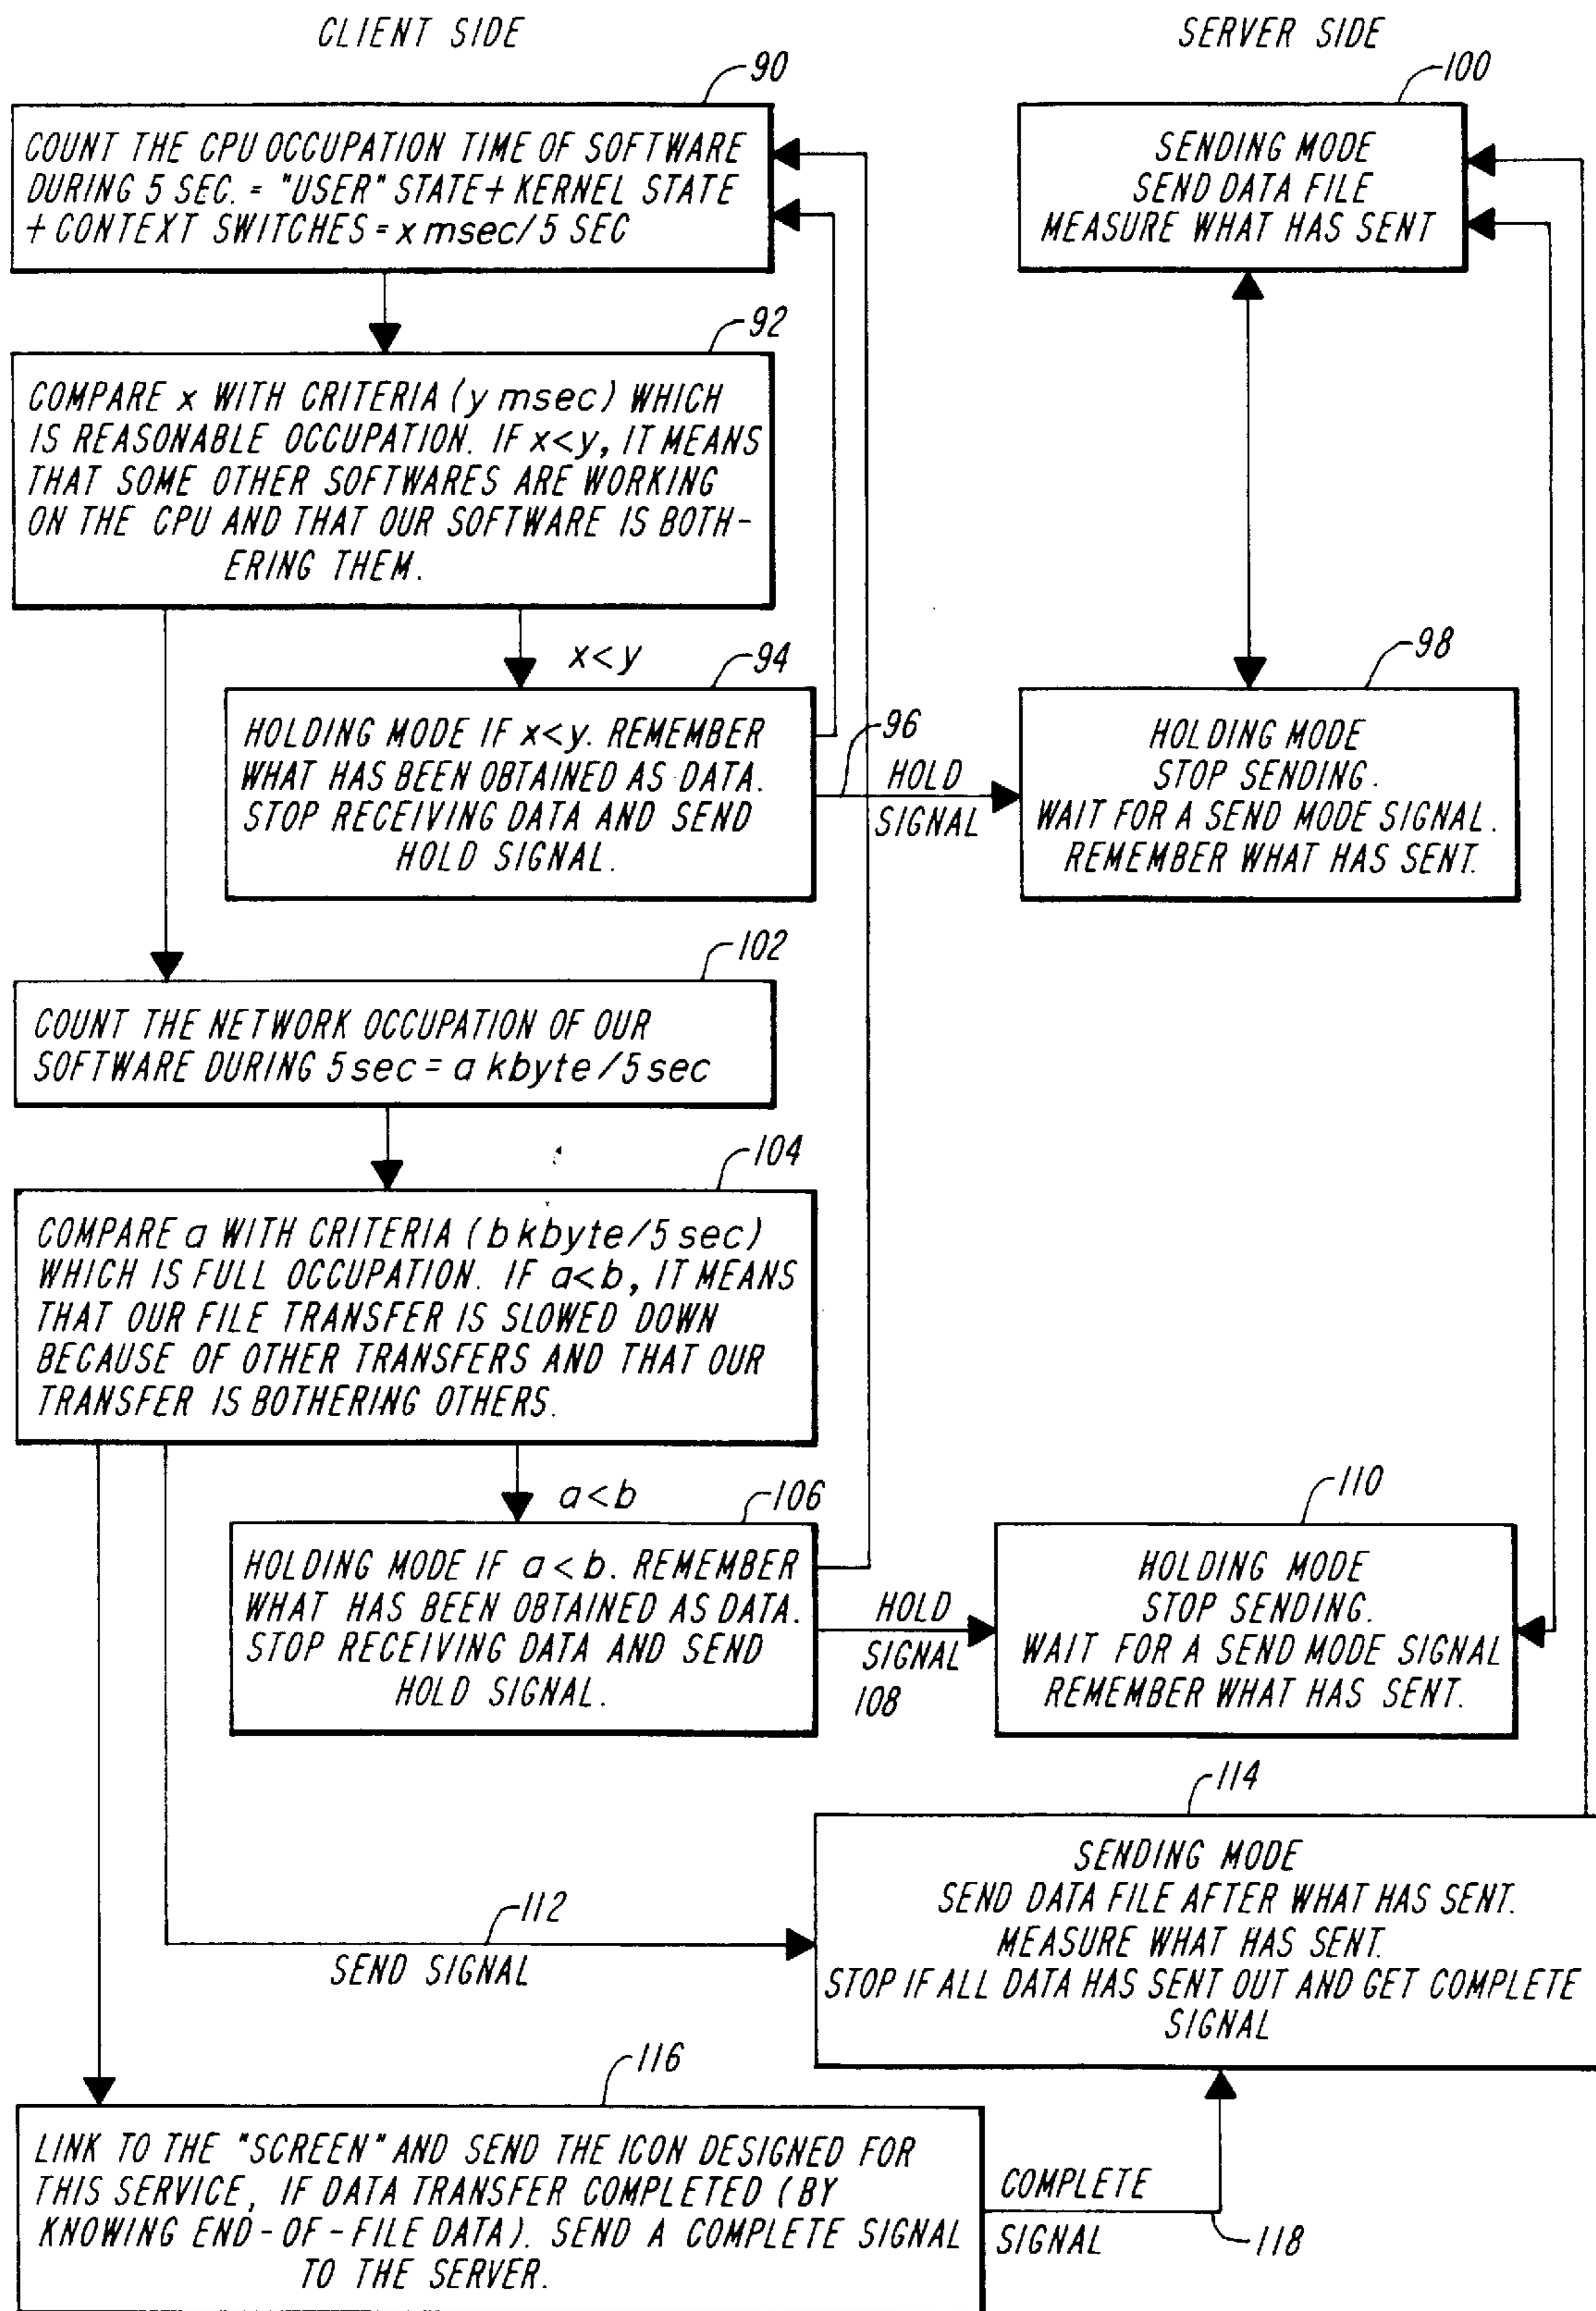 CLIENT SIDE
SERVER SIDE
90
COUNT THE CPU OCCUPATION TIME OF SOFTWARE
DURING 5 SEC. = "USER" STATE + KERNEL STATE
+ CONTEXT SWITCHES = x msec/5 SEC
100
SENDING MODE
SEND DATA FILE
MEASURE WHAT HAS SENT
92
COMPARE x WITH CRITERIA (y msec) WHICH
IS REASONABLE OCCUPATION. IF x<y, IT MEANS
THAT SOME OTHER SOFTWARES ARE WORKING
ON THE CPU AND THAT OUR SOFTWARE IS BOTH-
ERING THEM.
x<y
94
HOLDING MODE IF x<y. REMEMBER
WHAT HAS BEEN OBTAINED AS DATA.
STOP RECEIVING DATA AND SEND
HOLD SIGNAL.
96
HOLD
SIGNAL
98
HOLDING MODE
STOP SENDING.
WAIT FOR A SEND MODE SIGNAL.
REMEMBER WHAT HAS SENT.
102
COUNT THE NETWORK OCCUPATION OF OUR
SOFTWARE DURING 5 sec = a kbyte/5 sec
104
COMPARE a WITH CRITERIA (b kbyte/5 sec)
WHICH IS FULL OCCUPATION. IF a<b, IT MEANS
THAT OUR FILE TRANSFER IS SLOWED DOWN
BECAUSE OF OTHER TRANSFERS AND THAT OUR
TRANSFER IS BOTHERING OTHERS.
a<b
106
HOLDING MODE IF a<b. REMEMBER
WHAT HAS BEEN OBTAINED AS DATA.
STOP RECEIVING DATA AND SEND
HOLD SIGNAL.
HOLD
SIGNAL
108
110
HOLDING MODE
STOP SENDING.
WAIT FOR A SEND MODE SIGNAL
REMEMBER WHAT HAS SENT.
112
SEND SIGNAL
114
SENDING MODE
SEND DATA FILE AFTER WHAT HAS SENT.
MEASURE WHAT HAS SENT.
STOP IF ALL DATA HAS SENT OUT AND GET COMPLETE
SIGNAL
116
LINK TO THE "SCREEN" AND SEND THE ICON DESIGNED FOR
THIS SERVICE, IF DATA TRANSFER COMPLETED (BY
KNOWING END-OF-FILE DATA). SEND A COMPLETE SIGNAL
TO THE SERVER.
COMPLETE
SIGNAL
118